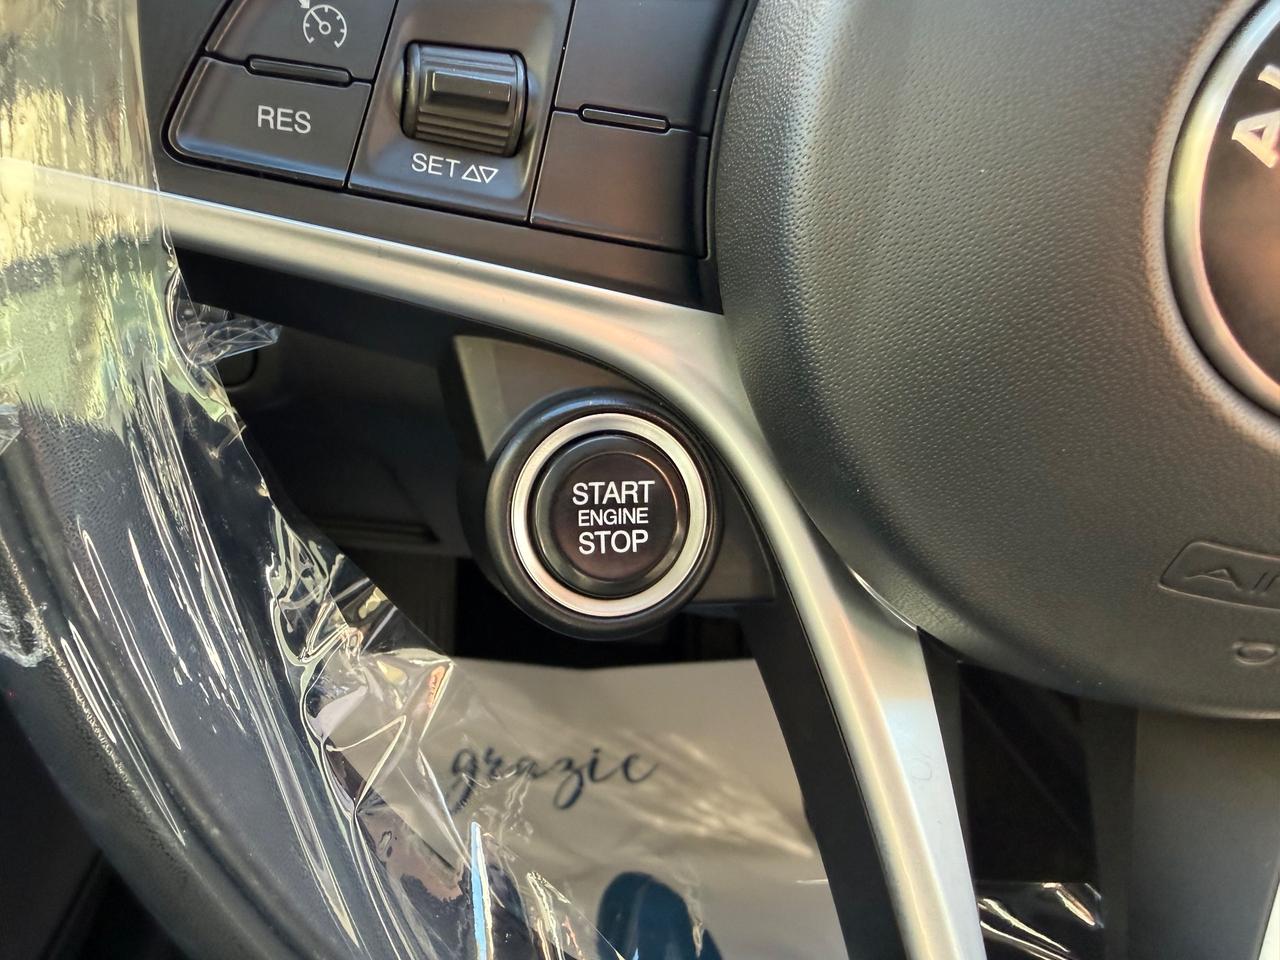 RES
SET
START
ENGINE
STOP
grazie